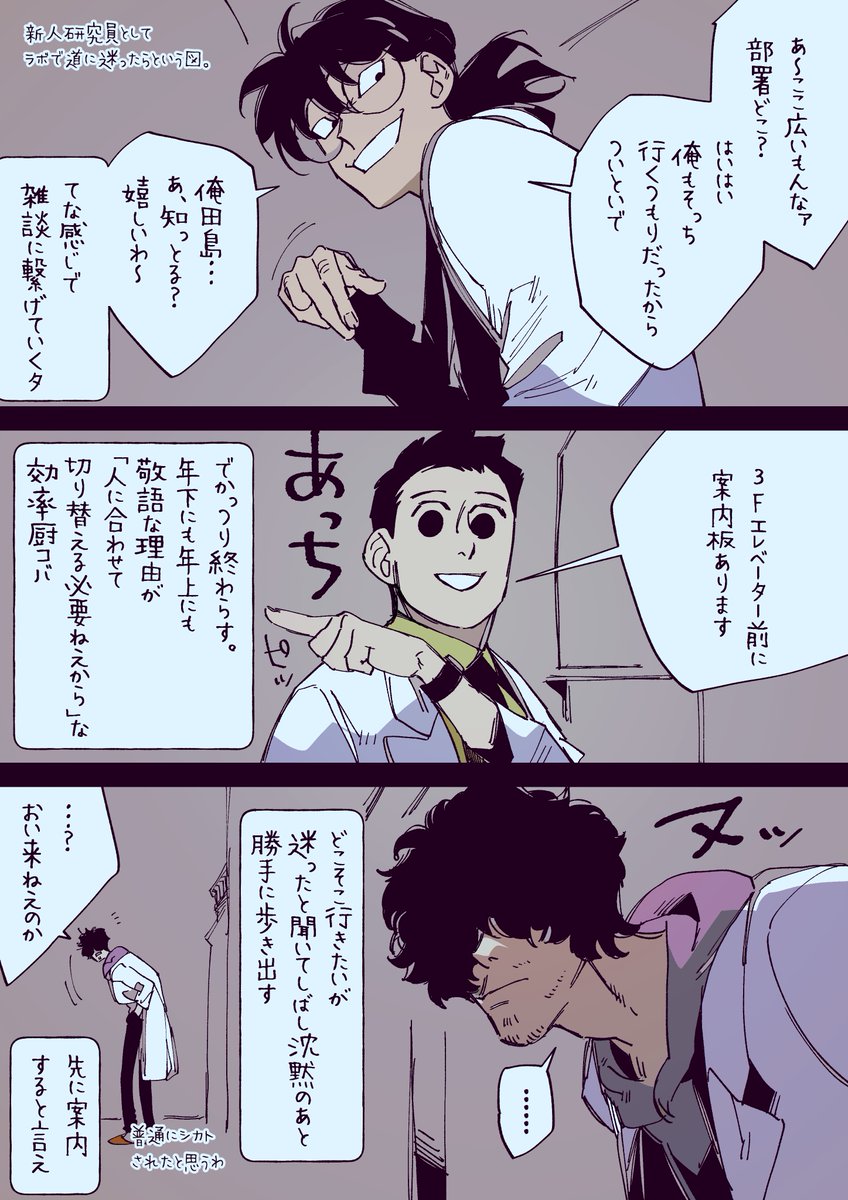 新人研究員として
ラボで道に迷ったらという図。
あ〜ここ広いもんなァ
部署どこ?
はいはい
俺もそっち
行くつもりだったから
ついといで
俺田島…
あ、知っとる?
嬉しいわ〜
てな感じで
雑談に繋げていくタ
3Fエレベーター前に
案内板あります
あっち
ピッ
でかっつり終わらす。
年下にも年上にも
敬語な理由が
「人に合わせて
切り替える必要ねえから」な
効率厨コバ
ヌッ
……
どこそこ行きたいが
迷ったと聞いてしばし沈黙のあと
勝手に歩き出す
…?
おい来ねえのか
先に案内
すると言え
普通にシカト
されたと思うわ